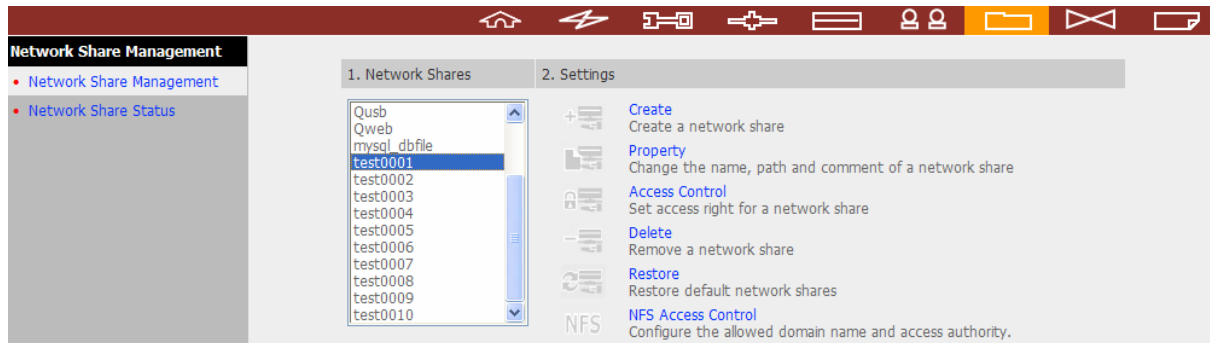 Network Share Management
Network Share Management
Network Share Status
1. Network Shares
2. Settings
Qusb
Qweb
mysql_dbfile
test0001
test0002
test0003
test0004
test0005
test0006
test0007
test0008
test0009
test0010
Create
Create a network share
Property
Change the name, path and comment of a network share
Access Control
Set access right for a network share
Delete
Remove a network share
Restore
Restore default network shares
NFS
NFS Access Control
Configure the allowed domain name and access authority.